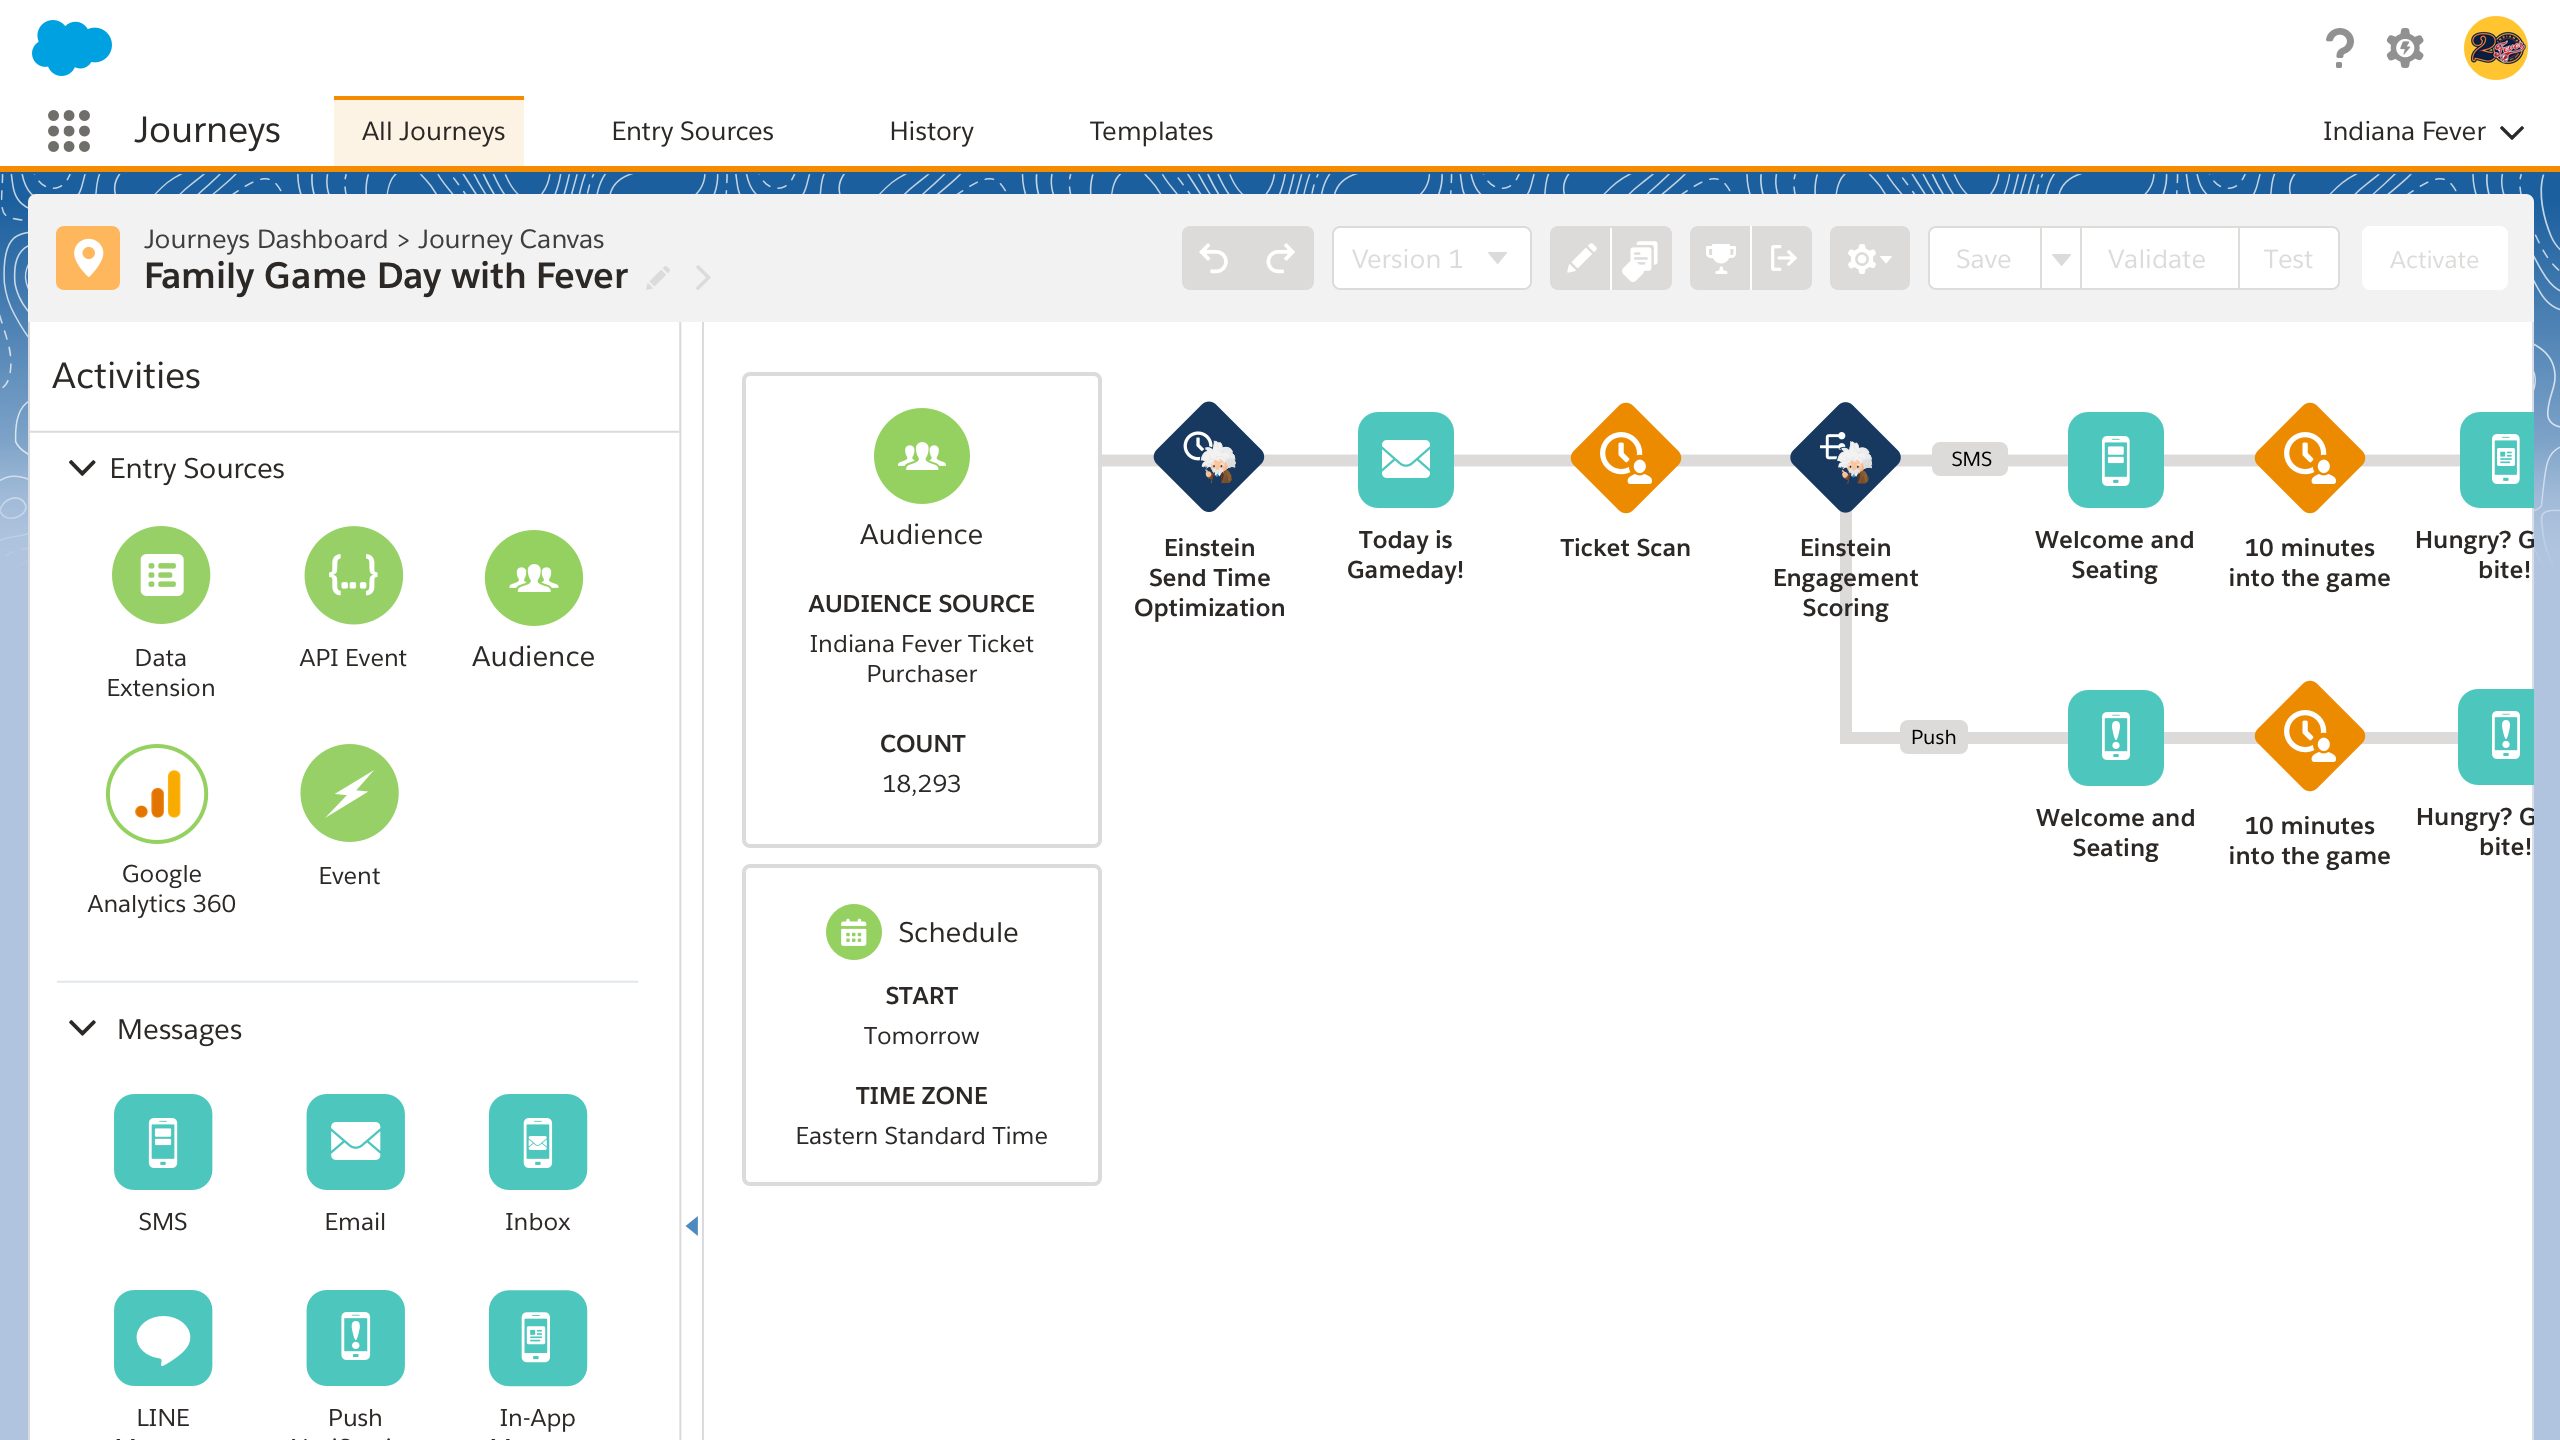 Journeys
All Journeys
Entry Sources
History
Templates
Indiana Fever
Journeys Dashboard > Journey Canvas
Family Game Day with Fever
Version 1
Save
Validate
Test
Activate
Activities
Entry Sources
Data
Extension
API Event
Audience
Google
Analytics 360
Event
Messages
SMS
Email
Inbox
LINE
Push
In-App
Audience
AUDIENCE SOURCE
Indiana Fever Ticket
Purchaser
COUNT
18,293
Schedule
START
Tomorrow
TIME ZONE
Eastern Standard Time
Einstein
Send Time
Optimization
Today is
Gameday!
Ticket Scan
Einstein
Engagement
Scoring
SMS
Welcome and
Seating
10 minutes
into the game
Hungry? G
bite!
Push
Welcome and
Seating
10 minutes
into the game
Hungry? G
bite!